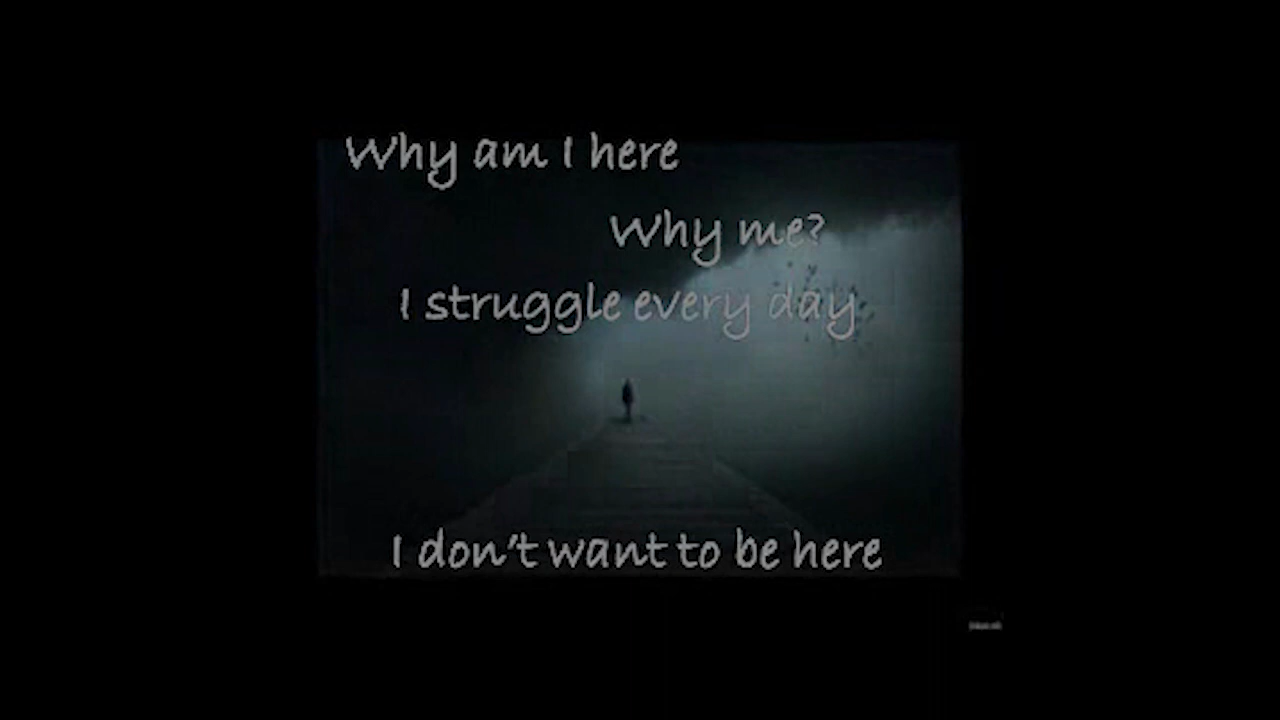 Why am I here
Why me?
I struggle every day
I don't want to be here